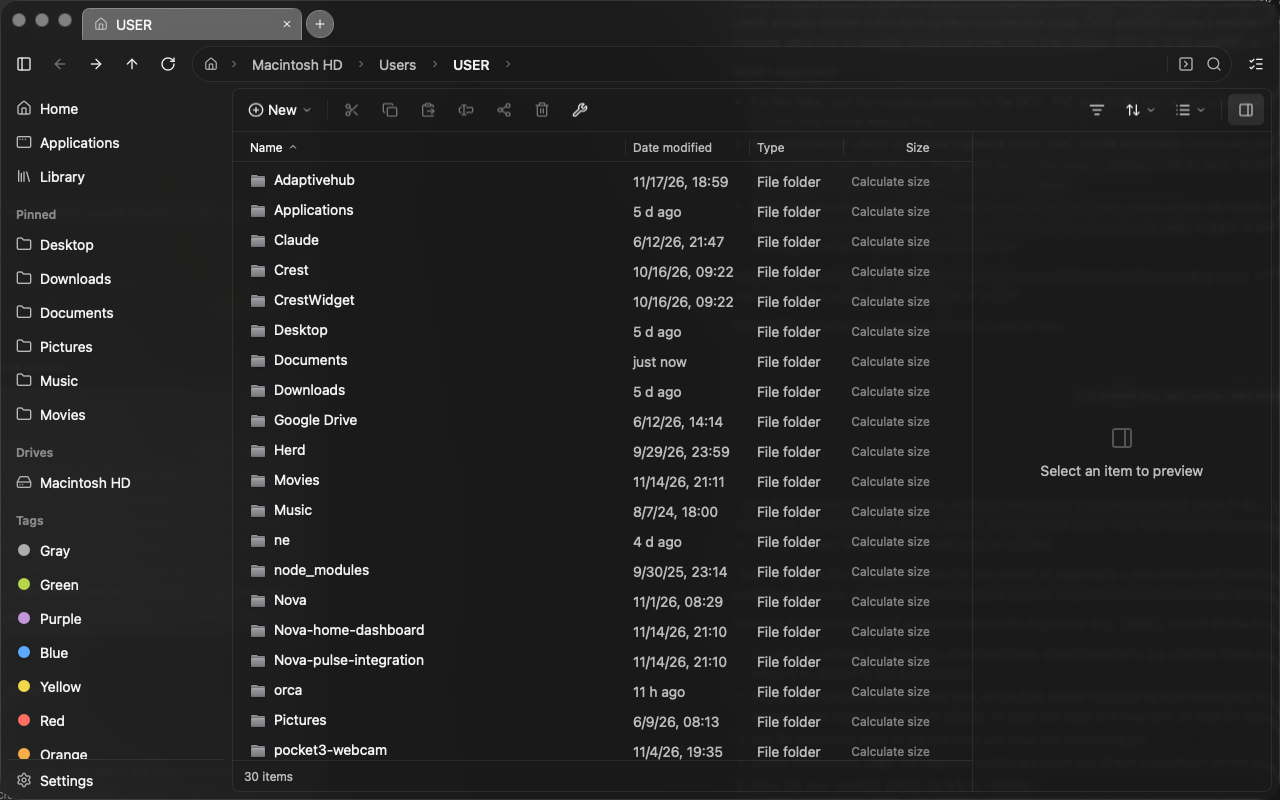 USER
Macintosh HD
Users
USER
Home
Applications
Library
Pinned
Desktop
Downloads
Documents
Pictures
Music
Movies
Drives
Macintosh HD
Tags
Gray
Green
Purple
Blue
Yellow
Red
Orange
Settings
New
Name Date modified Type Size
Adaptivehub 11/17/26, 18:59 File folder Calculate size
Applications 5 d ago File folder Calculate size
Claude 6/12/26, 21:47 File folder Calculate size
Crest 10/16/26, 09:22 File folder Calculate size
CrestWidget 10/16/26, 09:22 File folder Calculate size
Desktop 5 d ago File folder Calculate size
Documents just now File folder Calculate size
Downloads 5 d ago File folder Calculate size
Google Drive 6/12/26, 14:14 File folder Calculate size
Herd 9/29/26, 23:59 File folder Calculate size
Movies 11/14/26, 21:11 File folder Calculate size
Music 8/7/24, 18:00 File folder Calculate size
ne 4 d ago File folder Calculate size
node_modules 9/30/25, 23:14 File folder Calculate size
Nova 11/1/26, 08:29 File folder Calculate size
Nova-home-dashboard 11/14/26, 21:10 File folder Calculate size
Nova-pulse-integration 11/14/26, 21:10 File folder Calculate size
orca 11 h ago File folder Calculate size
Pictures 6/9/26, 08:13 File folder Calculate size
pocket3-webcam 11/4/26, 19:35 File folder Calculate size
30 items
Select an item to preview